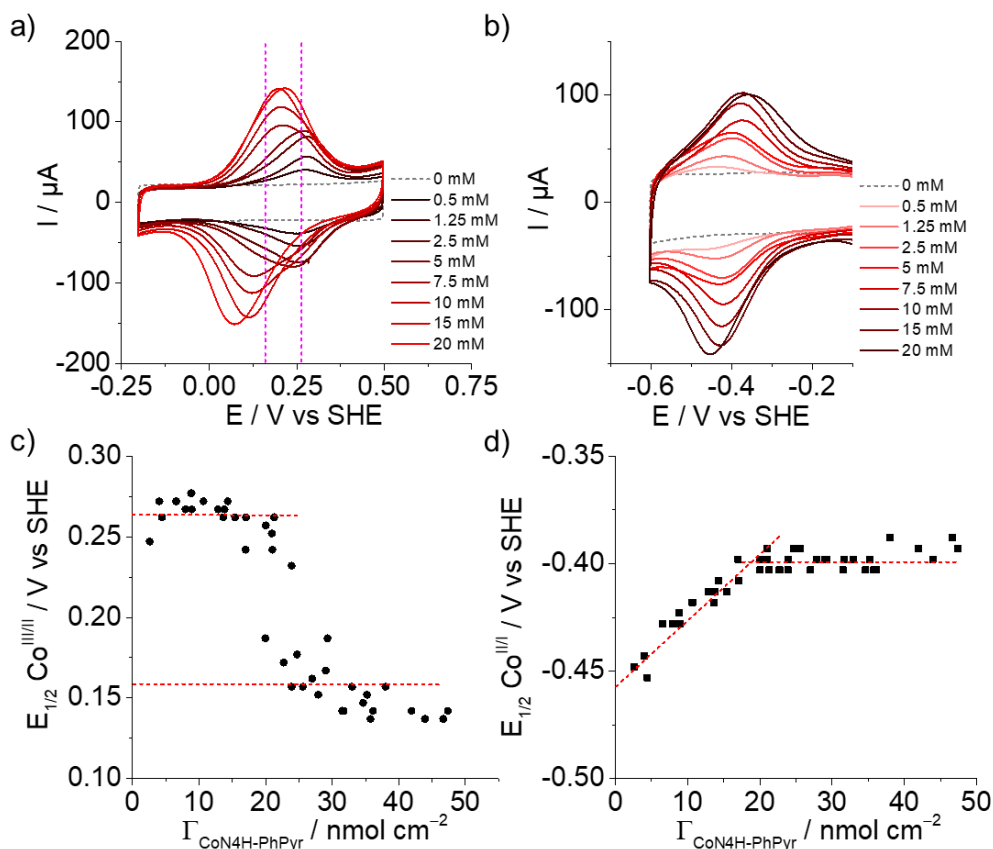 a)
200
100
0
-100
-200
I / µA
-0.25
0.00
0.25
0.50
0.75
E / V vs SHE
0 mM
0.5 mM
1.25 mM
2.5 mM
5 mM
7.5 mM
10 mM
15 mM
20 mM
b)
100
0
-100
I / µA
-0.6
-0.4
-0.2
E / V vs SHE
0 mM
0.5 mM
1.25 mM
2.5 mM
5 mM
7.5 mM
10 mM
15 mM
20 mM
c)
0.30
0.25
0.20
0.15
0.10
E1/2 CoIII/II / V vs SHE
0
10
20
30
40
50
ΓCoN4H-PhPyr / nmol cm−2
d)
-0.35
-0.40
-0.45
-0.50
E1/2 CoII/I / V vs SHE
0
10
20
30
40
50
ΓCoN4H-PhPyr / nmol cm−2